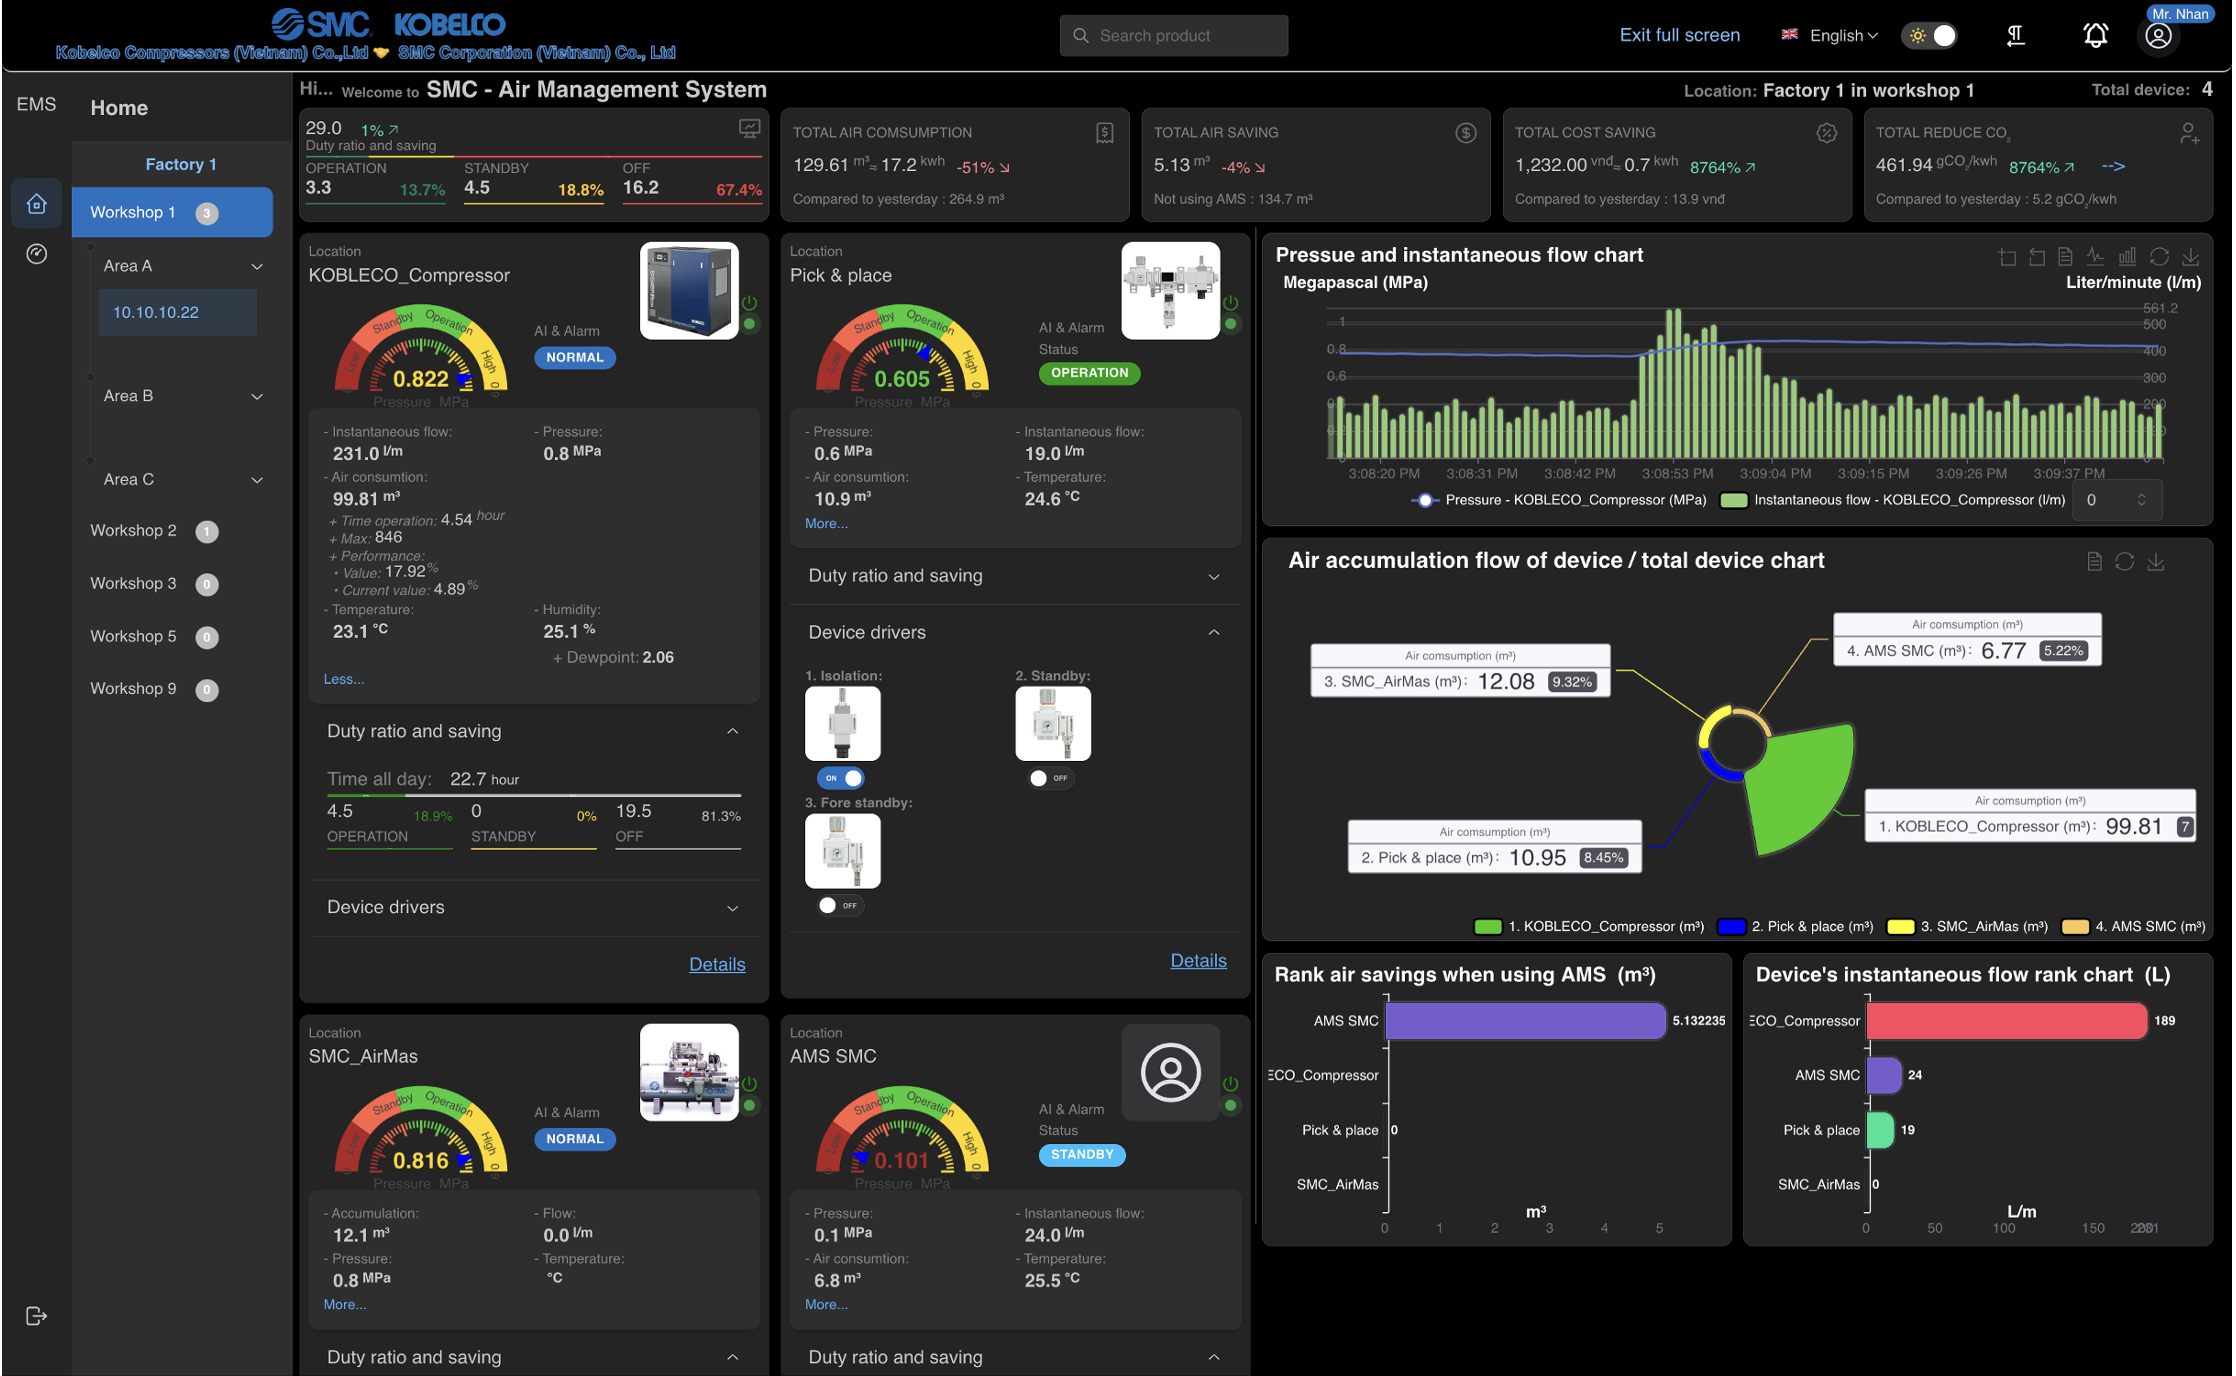 SMC KOBELCO
Kobelco Compressors (Vietnam) Co.,Ltd SMC Corporation (Vietnam) Co., Ltd
Search product
Exit full screen
English
Mr. Nhan
EMS
Home
Factory 1
Workshop 1 3
Area A
10.10.10.22
Area B
Area C
Workshop 2 1
Workshop 3 0
Workshop 5 0
Workshop 9 0
Hi... Welcome to SMC - Air Management System
Location: Factory 1 in workshop 1
Total device: 4
29.0 1%
Duty ratio and saving
OPERATION STANDBY OFF
3.3 13.7% 4.5 18.8% 16.2 67.4%
TOTAL AIR COMSUMPTION
129.61 m³≈ 17.2 kwh -51%
Compared to yesterday : 264.9 m³
TOTAL AIR SAVING
5.13 m³ -4%
Not using AMS : 134.7 m³
TOTAL COST SAVING
1,232.00 vnđ≈ 0.7 kwh 8764%
Compared to yesterday : 13.9 vnđ
TOTAL REDUCE CO₂
461.94 gCO₂/kwh 8764% -->
Compared to yesterday : 5.2 gCO₂/kwh
Location
KOBLECO_Compressor
Low Standby Operation High
0.822
Pressure MPa
AI & Alarm
NORMAL
- Instantaneous flow: - Pressure:
231.0 l/m 0.8 MPa
- Air consumtion:
99.81 m³
+ Time operation: 4.54 hour
+ Max: 846
+ Performance:
• Value: 17.92%
• Current value: 4.89%
- Temperature: - Humidity:
23.1 °C 25.1 %
+ Dewpoint: 2.06
Less...
Duty ratio and saving
Time all day: 22.7 hour
4.5 18.9% 0 0% 19.5 81.3%
OPERATION STANDBY OFF
Device drivers
Details
Location
Pick & place
Low Standby Operation High
0.605
Pressure MPa
AI & Alarm
Status
OPERATION
- Pressure: - Instantaneous flow:
0.6 MPa 19.0 l/m
- Air consumtion: - Temperature:
10.9 m³ 24.6 °C
More...
Duty ratio and saving
Device drivers
1. Isolation: 2. Standby:
ON OFF
3. Fore standby:
OFF
Details
Location
SMC_AirMas
Low Standby Operation High
0.816
Pressure MPa
AI & Alarm
NORMAL
- Accumulation: - Flow:
12.1 m³ 0.0 l/m
- Pressure: - Temperature:
0.8 MPa °C
More...
Duty ratio and saving
Location
AMS SMC
Low Standby Operation High
0.101
Pressure MPa
AI & Alarm
Status
STANDBY
- Pressure: - Instantaneous flow:
0.1 MPa 24.0 l/m
- Air consumtion: - Temperature:
6.8 m³ 25.5 °C
More...
Duty ratio and saving
Pressue and instantaneous flow chart
Megapascal (MPa) Liter/minute (l/m)
561.2
1 500
0.8 400
0.6 300
200
0
3:08:20 PM 3:08:31 PM 3:08:42 PM 3:08:53 PM 3:09:04 PM 3:09:15 PM 3:09:26 PM 3:09:37 PM
Pressure - KOBLECO_Compressor (MPa) Instantaneous flow - KOBLECO_Compressor (l/m) 0
Air accumulation flow of device / total device chart
Air comsumption (m³)
4. AMS SMC (m³): 6.77 5.22%
Air comsumption (m³)
3. SMC_AirMas (m³): 12.08 9.32%
Air comsumption (m³)
1. KOBLECO_Compressor (m³): 99.81 7
Air comsumption (m³)
2. Pick & place (m³): 10.95 8.45%
1. KOBLECO_Compressor (m³) 2. Pick & place (m³) 3. SMC_AirMas (m³) 4. AMS SMC (m³)
Rank air savings when using AMS (m³)
AMS SMC 5.132235
ECO_Compressor
Pick & place 0
SMC_AirMas
m³
0 1 2 3 4 5
Device's instantaneous flow rank chart (L)
ECO_Compressor 189
AMS SMC 24
Pick & place 19
SMC_AirMas 0
L/m
0 50 100 150